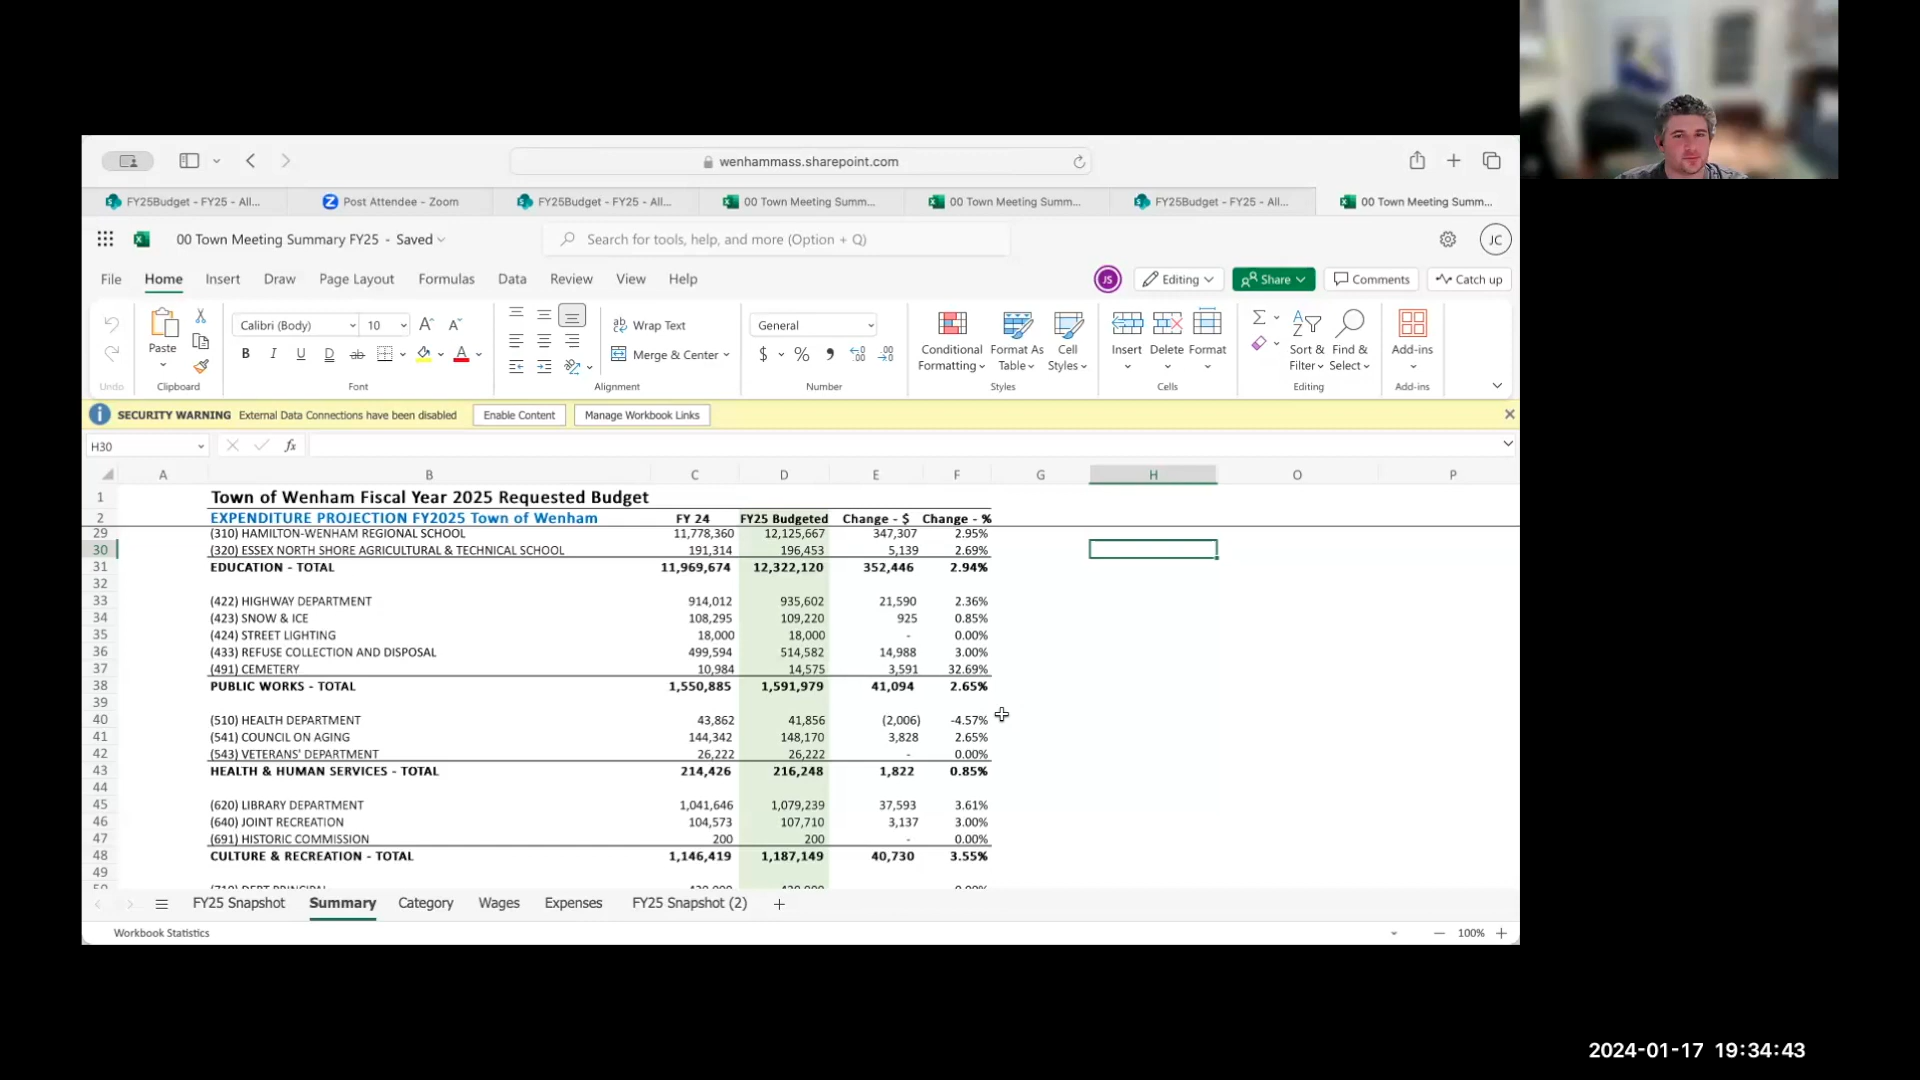 wenhammass.sharepoint.com
FY25Budget - FY25 - All...
Post Attendee - Zoom
FY25Budget - FY25 - All...
00 Town Meeting Summ...
00 Town Meeting Summ...
FY25Budget - FY25 - All...
00 Town Meeting Summ...
00 Town Meeting Summary FY25 - Saved
Search for tools, help, and more (Option + Q)
JC
File Home Insert Draw Page Layout Formulas Data Review View Help
JS Editing Share Comments Catch up
Calibri (Body) 10
Wrap Text
General
Paste
B I U D ab A
Merge & Center
$ % 9 .00
Conditional Formatting
Format As Table
Cell Styles
Insert Delete Format
Sort & Filter
Find & Select
Add-ins
Undo Clipboard Font Alignment Number Styles Cells Editing Add-ins
SECURITY WARNING External Data Connections have been disabled Enable Content Manage Workbook Links
H30 fx
A B C D E F G H O P
1 Town of Wenham Fiscal Year 2025 Requested Budget
2 EXPENDITURE PROJECTION FY2025 Town of Wenham FY 24 FY25 Budgeted Change - $ Change - %
29 (310) HAMILTON-WENHAM REGIONAL SCHOOL 11,778,360 12,125,667 347,307 2.95%
30 (320) ESSEX NORTH SHORE AGRICULTURAL & TECHNICAL SCHOOL 191,314 196,453 5,139 2.69%
31 EDUCATION - TOTAL 11,969,674 12,322,120 352,446 2.94%
32
33 (422) HIGHWAY DEPARTMENT 914,012 935,602 21,590 2.36%
34 (423) SNOW & ICE 108,295 109,220 925 0.85%
35 (424) STREET LIGHTING 18,000 18,000 - 0.00%
36 (433) REFUSE COLLECTION AND DISPOSAL 499,594 514,582 14,988 3.00%
37 (491) CEMETERY 10,984 14,575 3,591 32.69%
38 PUBLIC WORKS - TOTAL 1,550,885 1,591,979 41,094 2.65%
39
40 (510) HEALTH DEPARTMENT 43,862 41,856 (2,006) -4.57%
41 (541) COUNCIL ON AGING 144,342 148,170 3,828 2.65%
42 (543) VETERANS' DEPARTMENT 26,222 26,222 - 0.00%
43 HEALTH & HUMAN SERVICES - TOTAL 214,426 216,248 1,822 0.85%
44
45 (620) LIBRARY DEPARTMENT 1,041,646 1,079,239 37,593 3.61%
46 (640) JOINT RECREATION 104,573 107,710 3,137 3.00%
47 (691) HISTORIC COMMISSION 200 200 - 0.00%
48 CULTURE & RECREATION - TOTAL 1,146,419 1,187,149 40,730 3.55%
49
FY25 Snapshot Summary Category Wages Expenses FY25 Snapshot (2)
Workbook Statistics 100%
2024-01-17 19:34:43